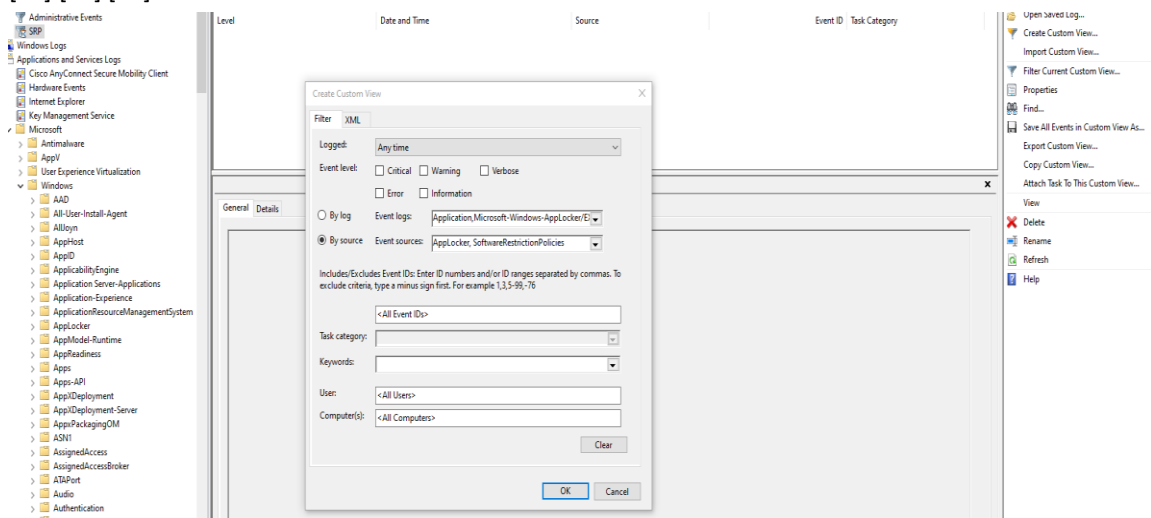 Administrative Events
SRP
Windows Logs
Applications and Services Logs
Cisco AnyConnect Secure Mobility Client
Hardware Events
Internet Explorer
Key Management Service
Microsoft
Antimalware
AppV
User Experience Virtualization
Windows
AAD
All-User-Install-Agent
AllJoyn
AppHost
AppID
ApplicabilityEngine
Application Server-Applications
Application-Experience
ApplicationResourceManagementSystem
AppLocker
AppModel-Runtime
AppReadiness
Apps
Apps-API
AppXDeployment
AppXDeployment-Server
AppxPackagingOM
ASN1
AssignedAccess
AssignedAccessBroker
ATAPort
Audio
Authentication
Level Date and Time Source Event ID Task Category
General Details
Create Custom View
Filter XML
Logged: Any time
Event level: Critical Warning Verbose
Error Information
By log Event logs: Application,Microsoft-Windows-AppLocker/E
By source Event sources: AppLocker, SoftwareRestrictionPolicies
Includes/Excludes Event IDs: Enter ID numbers and/or ID ranges separated by commas. To
exclude criteria, type a minus sign first. For example 1,3,5-99,-76
<All Event IDs>
Task category:
Keywords:
User: <All Users>
Computer(s): <All Computers>
Clear
OK Cancel
Open Saved Log...
Create Custom View...
Import Custom View...
Filter Current Custom View...
Properties
Find...
Save All Events in Custom View As...
Export Custom View...
Copy Custom View...
Attach Task To This Custom View...
View
Delete
Rename
Refresh
Help